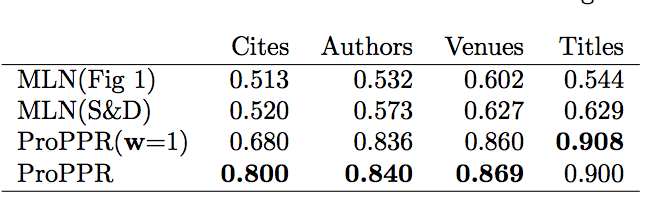 Cites Authors Venues Titles
MLN(Fig 1) 0.513 0.532 0.602 0.544
MLN(S&D) 0.520 0.573 0.627 0.629
ProPPR(w=1) 0.680 0.836 0.860 0.908
ProPPR 0.800 0.840 0.869 0.900